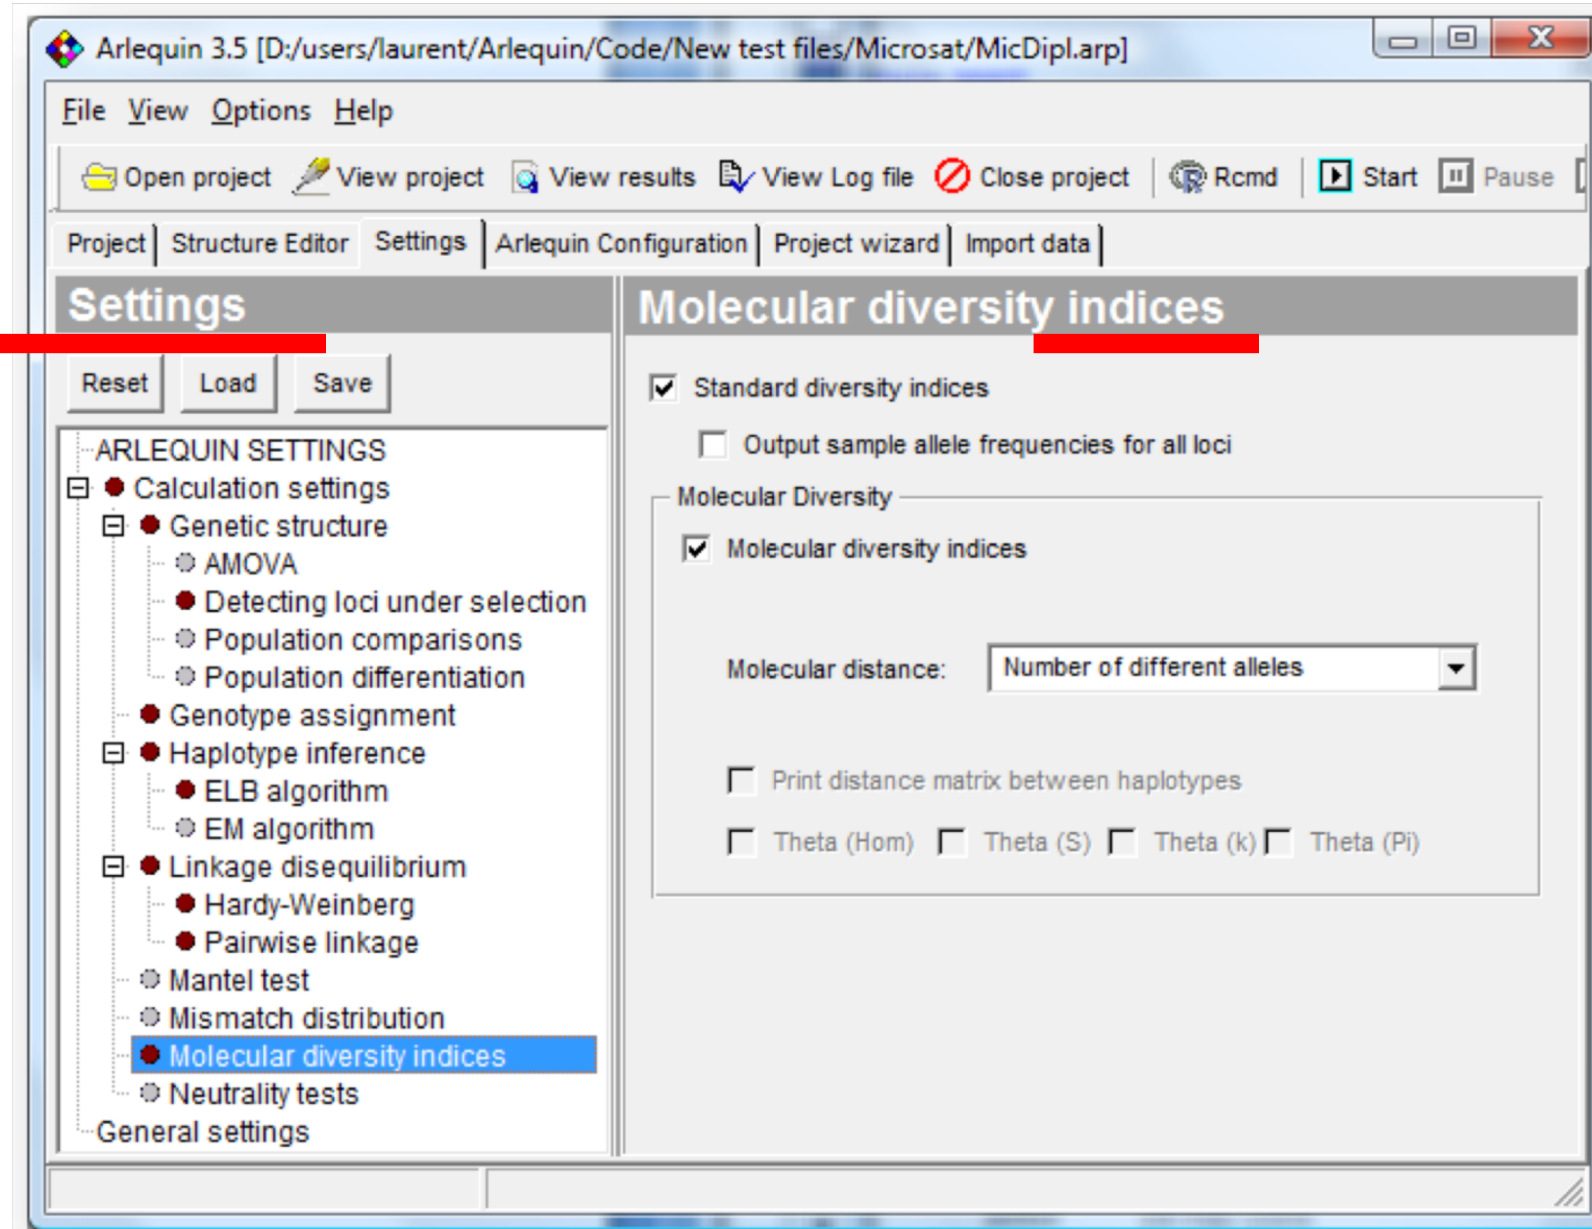 Arlequin 3.5 [D:/users/laurent/Arlequin/Code/New test files/Microsat/MicDipl.arp]
File View Options Help
Open project View project View results View Log file Close project Rcmd Start Pause
Project Structure Editor Settings Arlequin Configuration Project wizard Import data
Settings
Reset Load Save
ARLEQUIN SETTINGS
Calculation settings
Genetic structure
AMOVA
Detecting loci under selection
Population comparisons
Population differentiation
Genotype assignment
Haplotype inference
ELB algorithm
EM algorithm
Linkage disequilibrium
Hardy-Weinberg
Pairwise linkage
Mantel test
Mismatch distribution
Molecular diversity indices
Neutrality tests
General settings
Molecular diversity indices
Standard diversity indices
Output sample allele frequencies for all loci
Molecular Diversity
Molecular diversity indices
Molecular distance: Number of different alleles
Print distance matrix between haplotypes
Theta (Hom) Theta (S) Theta (k) Theta (Pi)